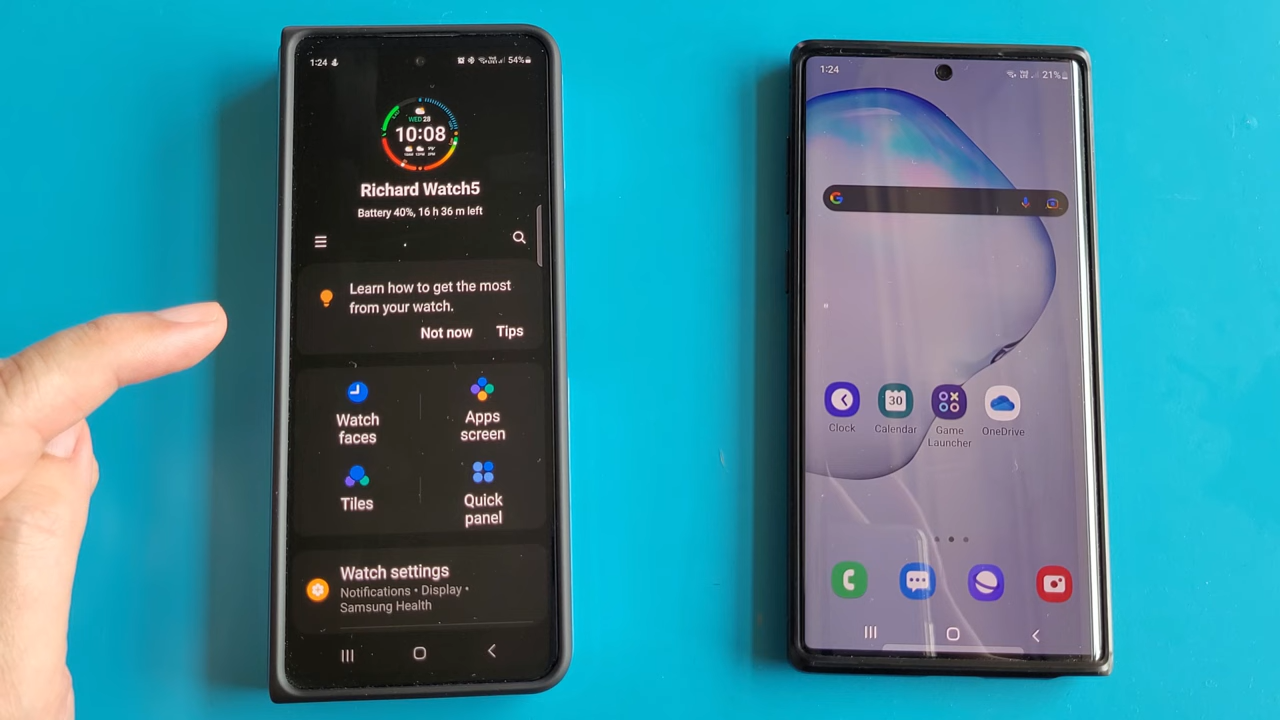 1:24
54%
WED 28
10:08
Richard Watch5
Battery 40%, 16 h 36 m left
Learn how to get the most
from your watch.
Not now
Tips
Watch
faces
Apps
screen
Tiles
Quick
panel
Watch settings
Notifications • Display •
Samsung Health
1:24
21%
G
30
Clock
Calendar
Game
Launcher
OneDrive